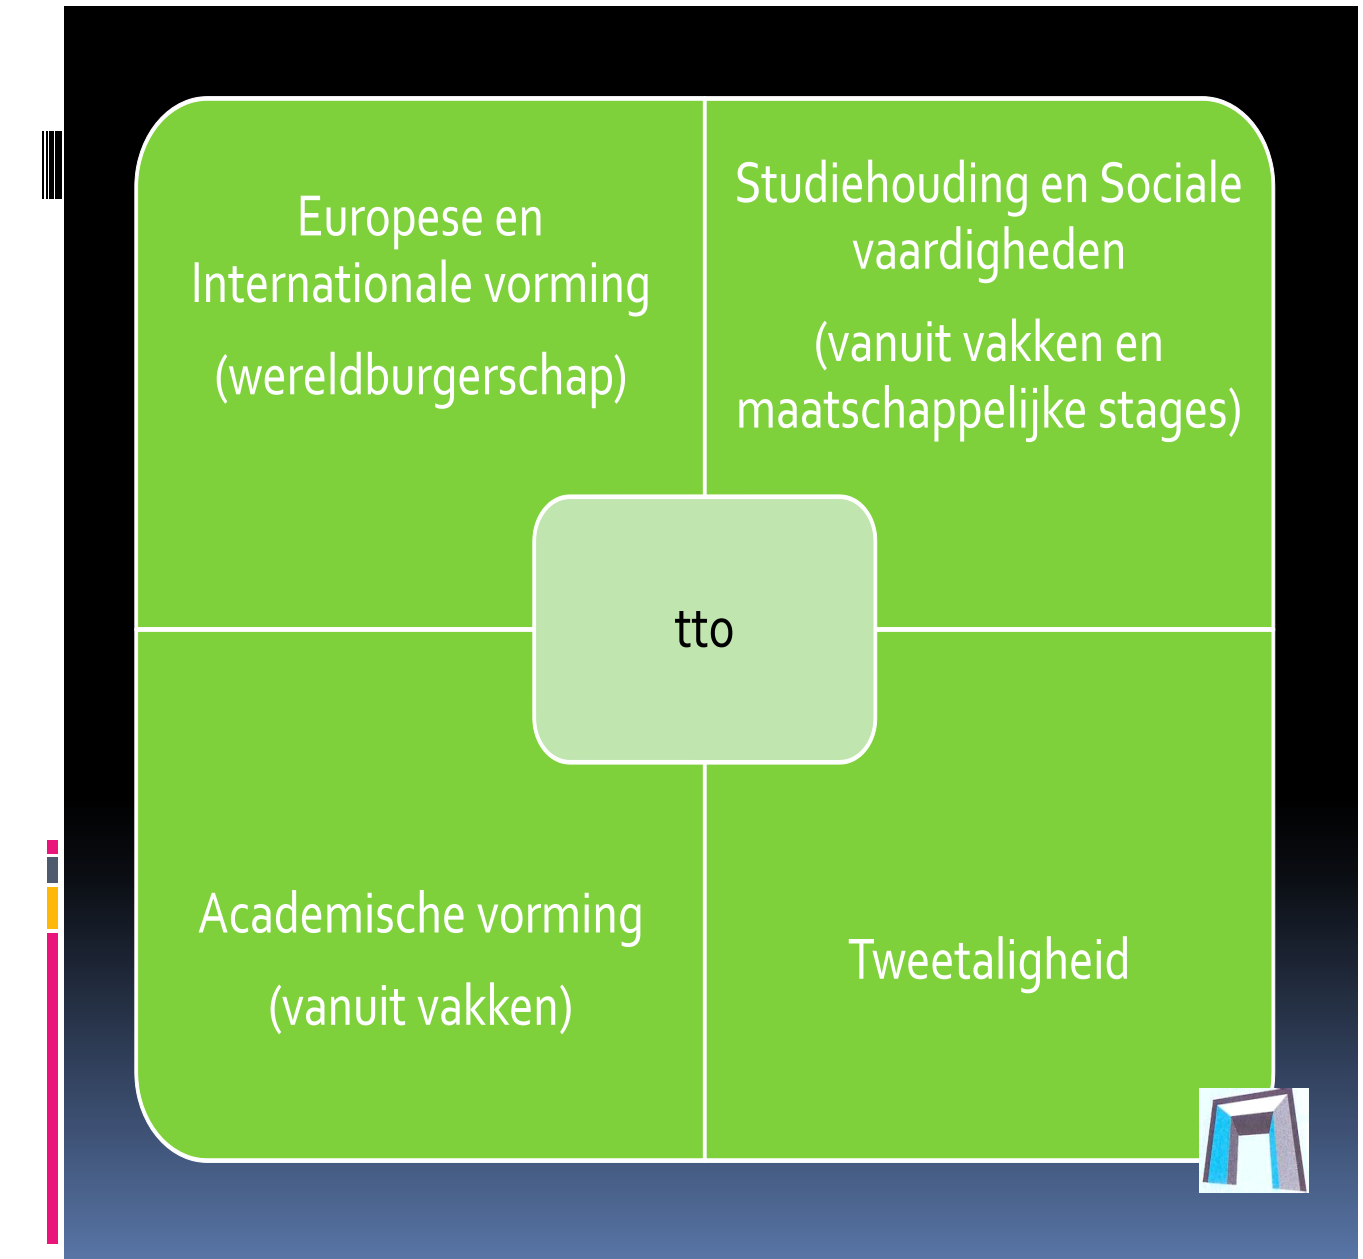 Europese en
Internationale vorming
(wereldburgerschap)
Studiehouding en Sociale
vaardigheden
(vanuit vakken en
maatschappelijke stages)
tto
Academische vorming
(vanuit vakken)
Tweetaligheid